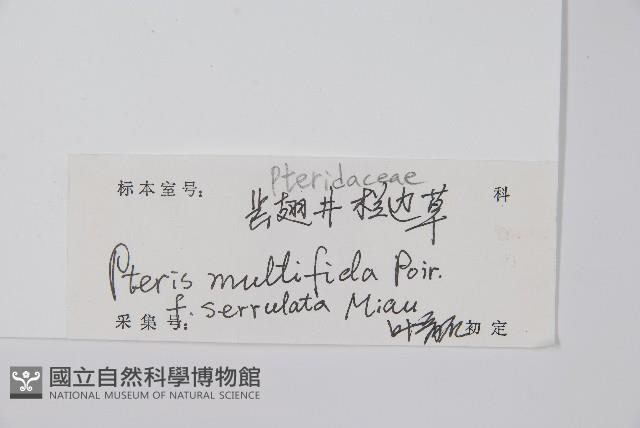 Pteridaceae
标本室号： 科
翅井栏边草
Pteris multifida Poir.
f. serrulata Miau
采集号： 叶 初定
國立自然科學博物館
NATIONAL MUSEUM OF NATURAL SCIENCE